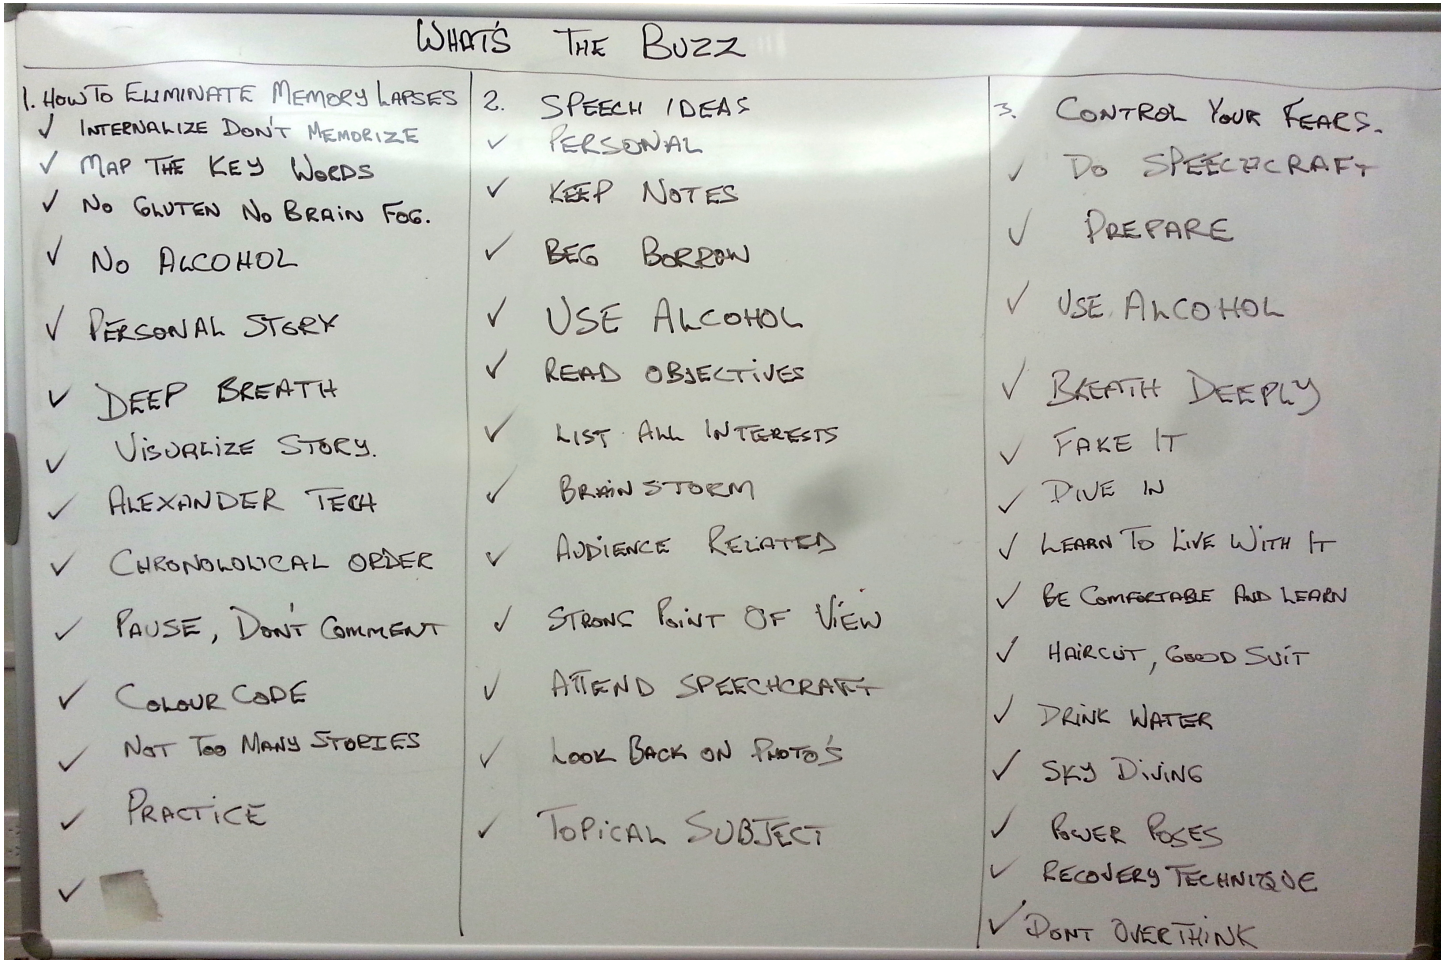 WHAT'S THE BUZZ
1. HOW TO ELIMINATE MEMORY LAPSES
✓ INTERNALIZE DON'T MEMORIZE
✓ MAP THE KEY WORDS
✓ NO GLUTEN NO BRAIN FOG.
✓ NO ALCOHOL
✓ PERSONAL STORY
✓ DEEP BREATH
✓ VISUALIZE STORY.
✓ ALEXANDER TECH
✓ CHRONOLOLICAL ORDER
✓ PAUSE, DON'T COMMENT
✓ COLOUR CODE
✓ NOT TOO MANY STORIES
✓ PRACTICE
✓
2. SPEECH IDEAS
✓ PERSONAL
✓ KEEP NOTES
✓ BEG BORROW
✓ USE ALCOHOL
✓ READ OBJECTIVES
✓ LIST ALL INTERESTS
✓ BRAINSTORM
✓ AUDIENCE RELATED
✓ STRONG POINT OF VIEW
✓ ATTEND SPEECHCRAFT
✓ LOOK BACK ON PHOTO'S
✓ TOPICAL SUBJECT
3. CONTROL YOUR FEARS.
✓ DO SPEECHCRAFT
✓ PREPARE
✓ USE ALCOHOL
✓ BREATH DEEPLY
✓ FAKE IT
✓ DIVE IN
✓ LEARN TO LIVE WITH IT
✓ BE COMFORTABLE AND LEARN
✓ HAIRCUT, GOOD SUIT
✓ DRINK WATER
✓ SKY DIVING
✓ POWER POSES
✓ RECOVERY TECHNIQUE
✓ DONT OVERTHINK